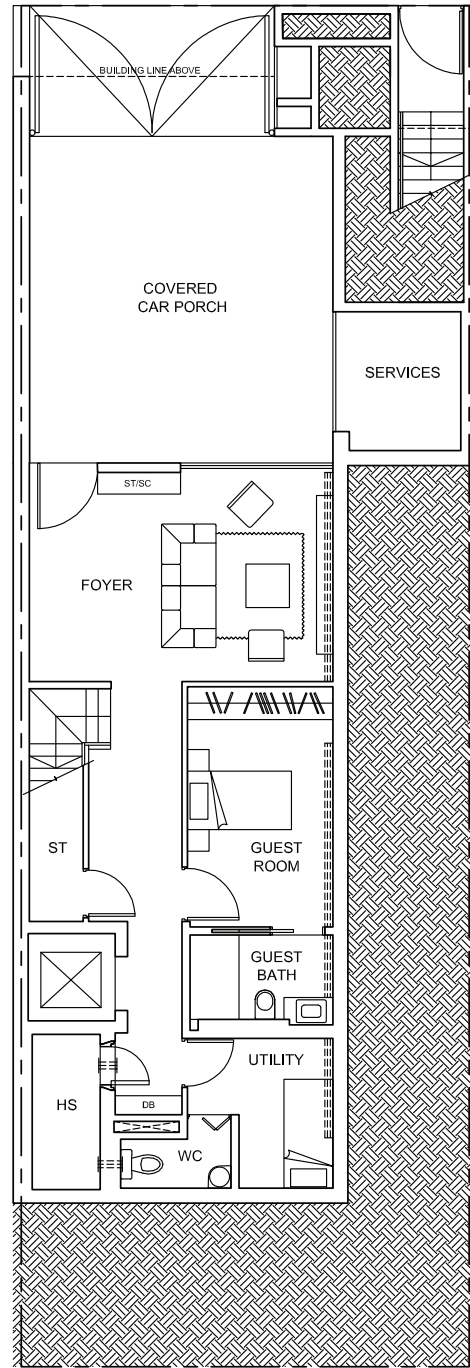 BUILDING LINE ABOVE
COVERED
CAR PORCH
SERVICES
ST/SC
FOYER
ST
GUEST
ROOM
GUEST
BATH
UTILITY
HS
DB
WC